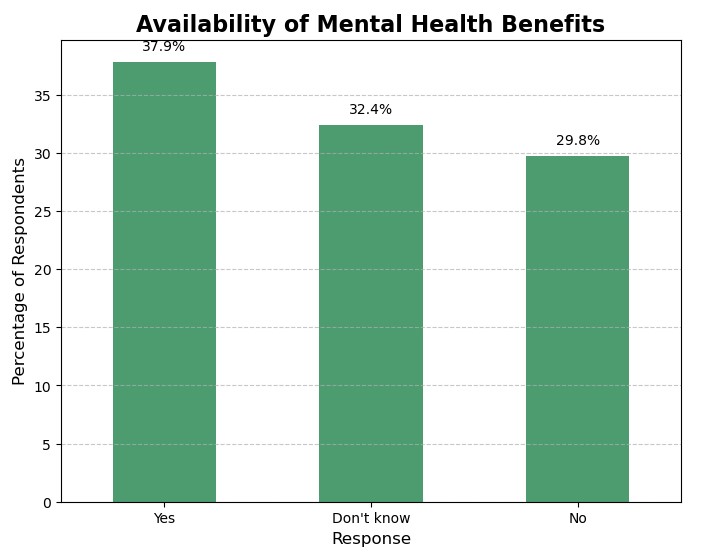 Availability of Mental Health Benefits
37.9%
32.4%
29.8%
Percentage of Respondents
35
30
25
20
15
10
5
0
Yes Don't know No
Response